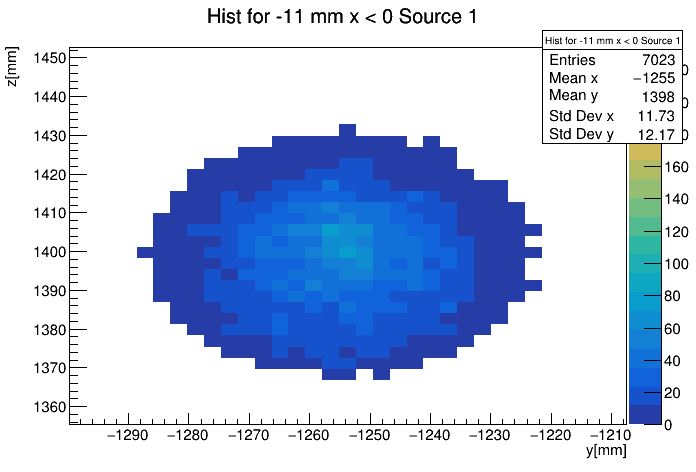 Hist for -11 mm x < 0 Source 1
Hist for -11 mm x < 0 Source 1
Entries 7023
Mean x −1255
Mean y 1398
Std Dev x 11.73
Std Dev y 12.17
z[mm]
1450
1440
1430
1420
1410
1400
1390
1380
1370
1360
−1290 −1280 −1270 −1260 −1250 −1240 −1230 −1220 −1210
y[mm]
160
140
120
100
80
60
40
20
0